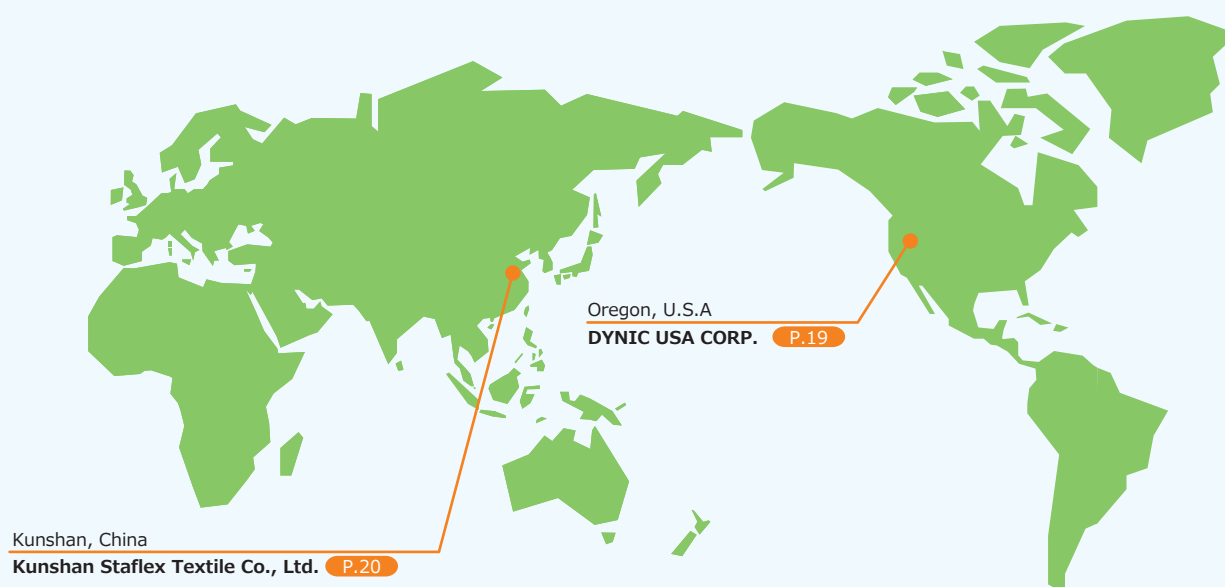 Oregon, U.S.A
DYNIC USA CORP. P.19
Kunshan, China
Kunshan Staflex Textile Co., Ltd. P.20